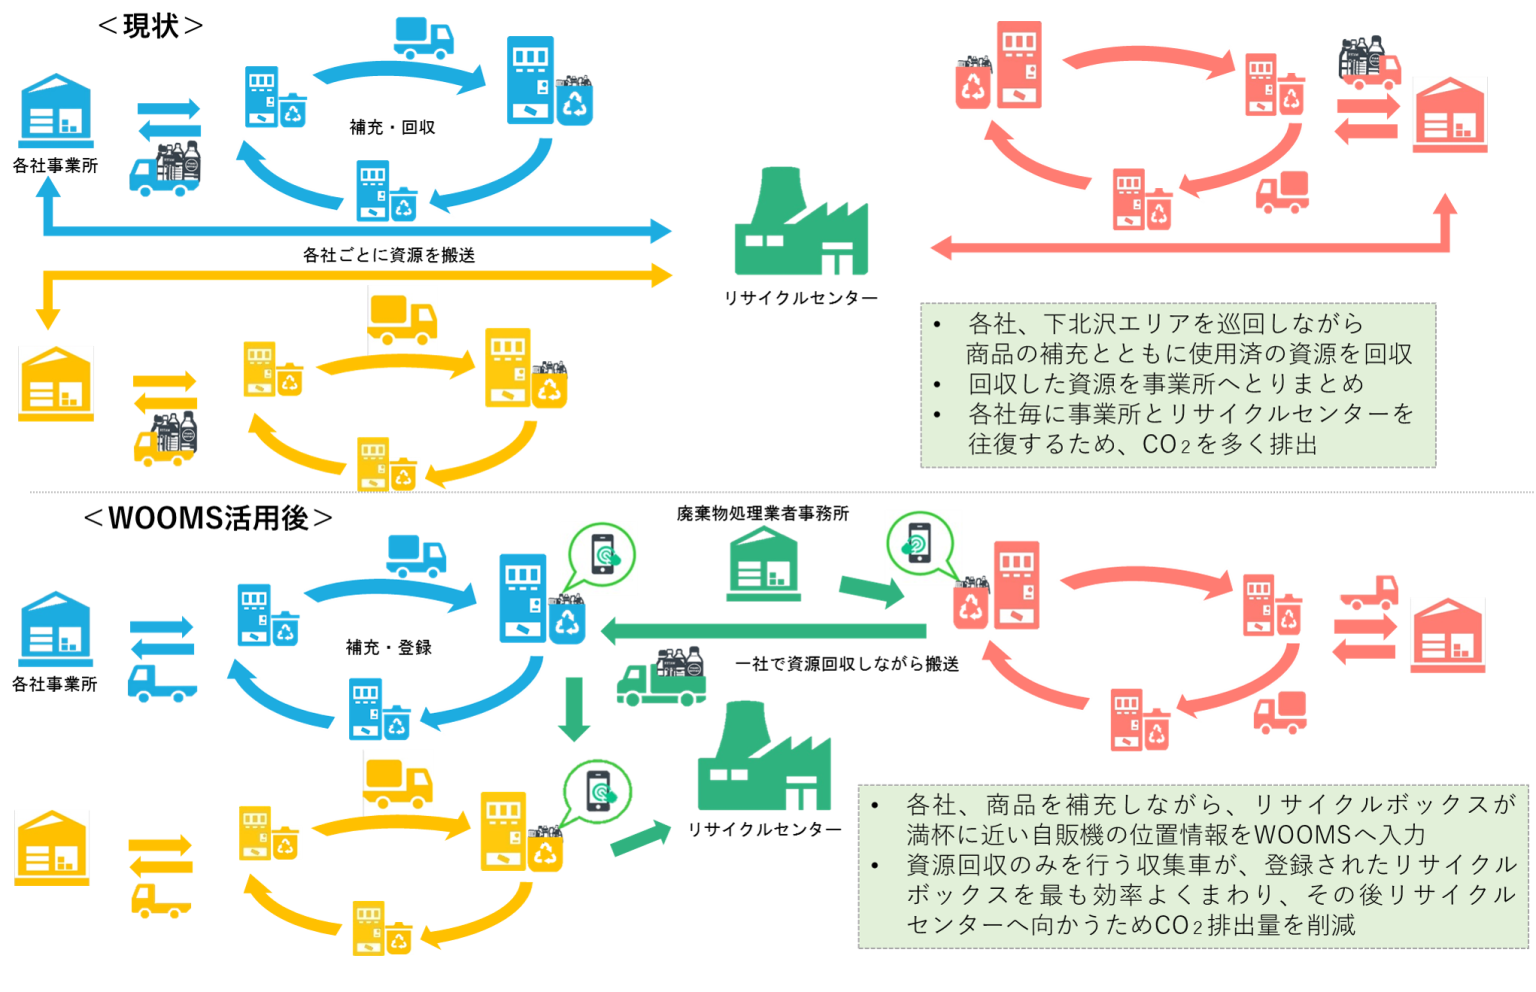 ＜現状＞
補充・回収
各社事業所
各社ごとに資源を搬送
リサイクルセンター
• 各社、下北沢エリアを巡回しながら
商品の補充とともに使用済の資源を回収
• 回収した資源を事業所へとりまとめ
• 各社毎に事業所とリサイクルセンターを
往復するため、CO₂を多く排出
＜WOOMS活用後＞
廃棄物処理業者事務所
補充・登録
各社事業所
一社で資源回収しながら搬送
リサイクルセンター
• 各社、商品を補充しながら、リサイクルボックスが
満杯に近い自販機の位置情報をWOOMSへ入力
• 資源回収のみを行う収集車が、登録されたリサイクル
ボックスを最も効率よくまわり、その後リサイクル
センターへ向かうためCO₂排出量を削減